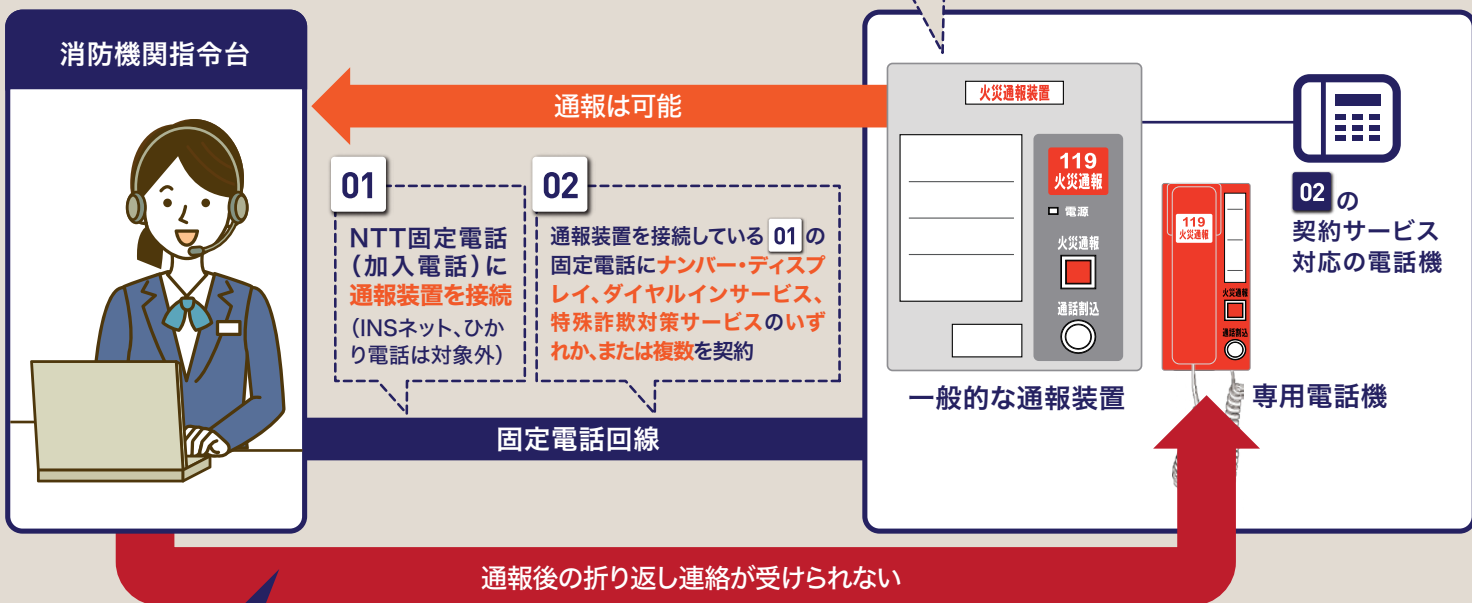 消防機関指令台
通報は可能
01
NTT固定電話
（加入電話）に
通報装置を接続
（INSネット、ひか
り電話は対象外）
02
通報装置を接続している 01 の
固定電話にナンバー・ディスプ
レイ、ダイヤルインサービス、
特殊詐欺対策サービスのいず
れか、または複数を契約
固定電話回線
火災通報装置
119
火災通報
電源
火災通報
通話割込
一般的な通報装置
119
火災通報
火災通報
通話割込
専用電話機
02 の
契約サービス
対応の電話機
通報後の折り返し連絡が受けられない